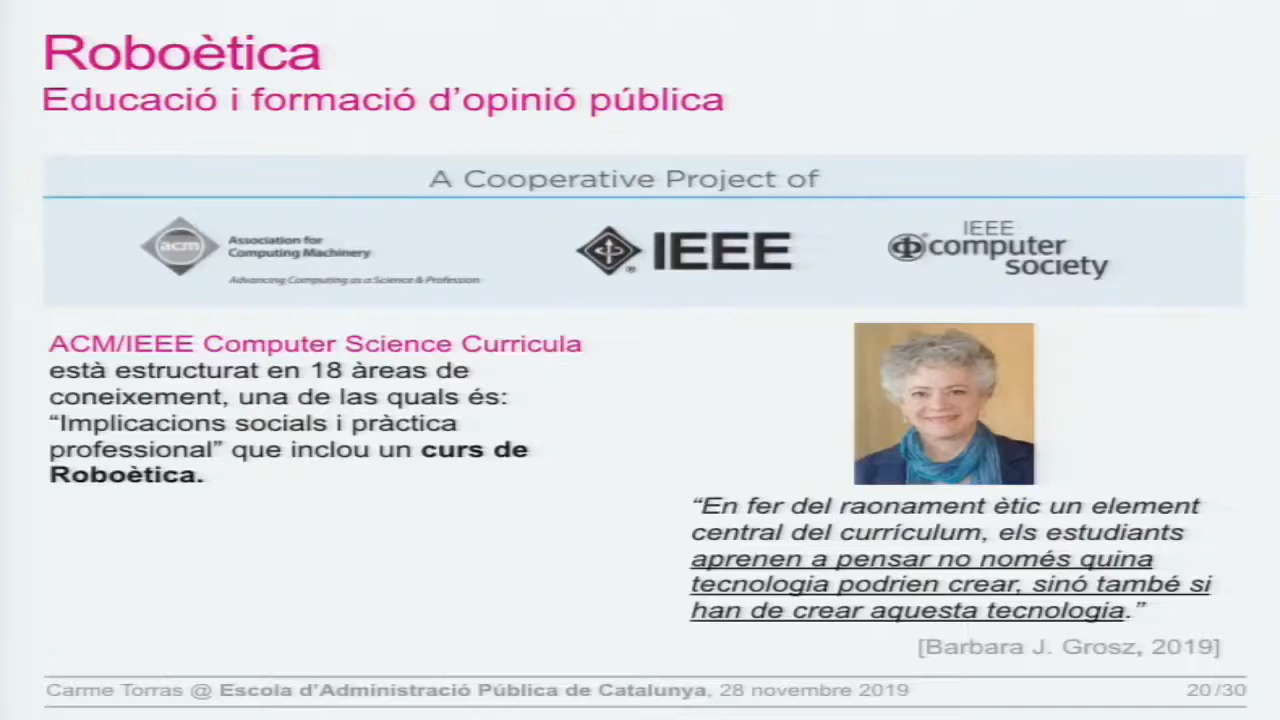 Roboètica
Educació i formació d’opinió pública
A Cooperative Project of
acm
Association for
Computing Machinery
Advancing Computing as a Science & Profession
IEEE
IEEE
computer
society
ACM/IEEE Computer Science Curricula
està estructurat en 18 àrees de
coneixement, una de las quals és:
“Implicacions socials i pràctica
professional” que inclou un curs de
Roboètica.
“En fer del raonament ètic un element
central del currículum, els estudiants
aprenen a pensar no només quina
tecnologia podrien crear, sinó també si
han de crear aquesta tecnologia.”
[Barbara J. Grosz, 2019]
Carme Torras @ Escola d’Administració Pública de Catalunya, 28 novembre 2019
20/30